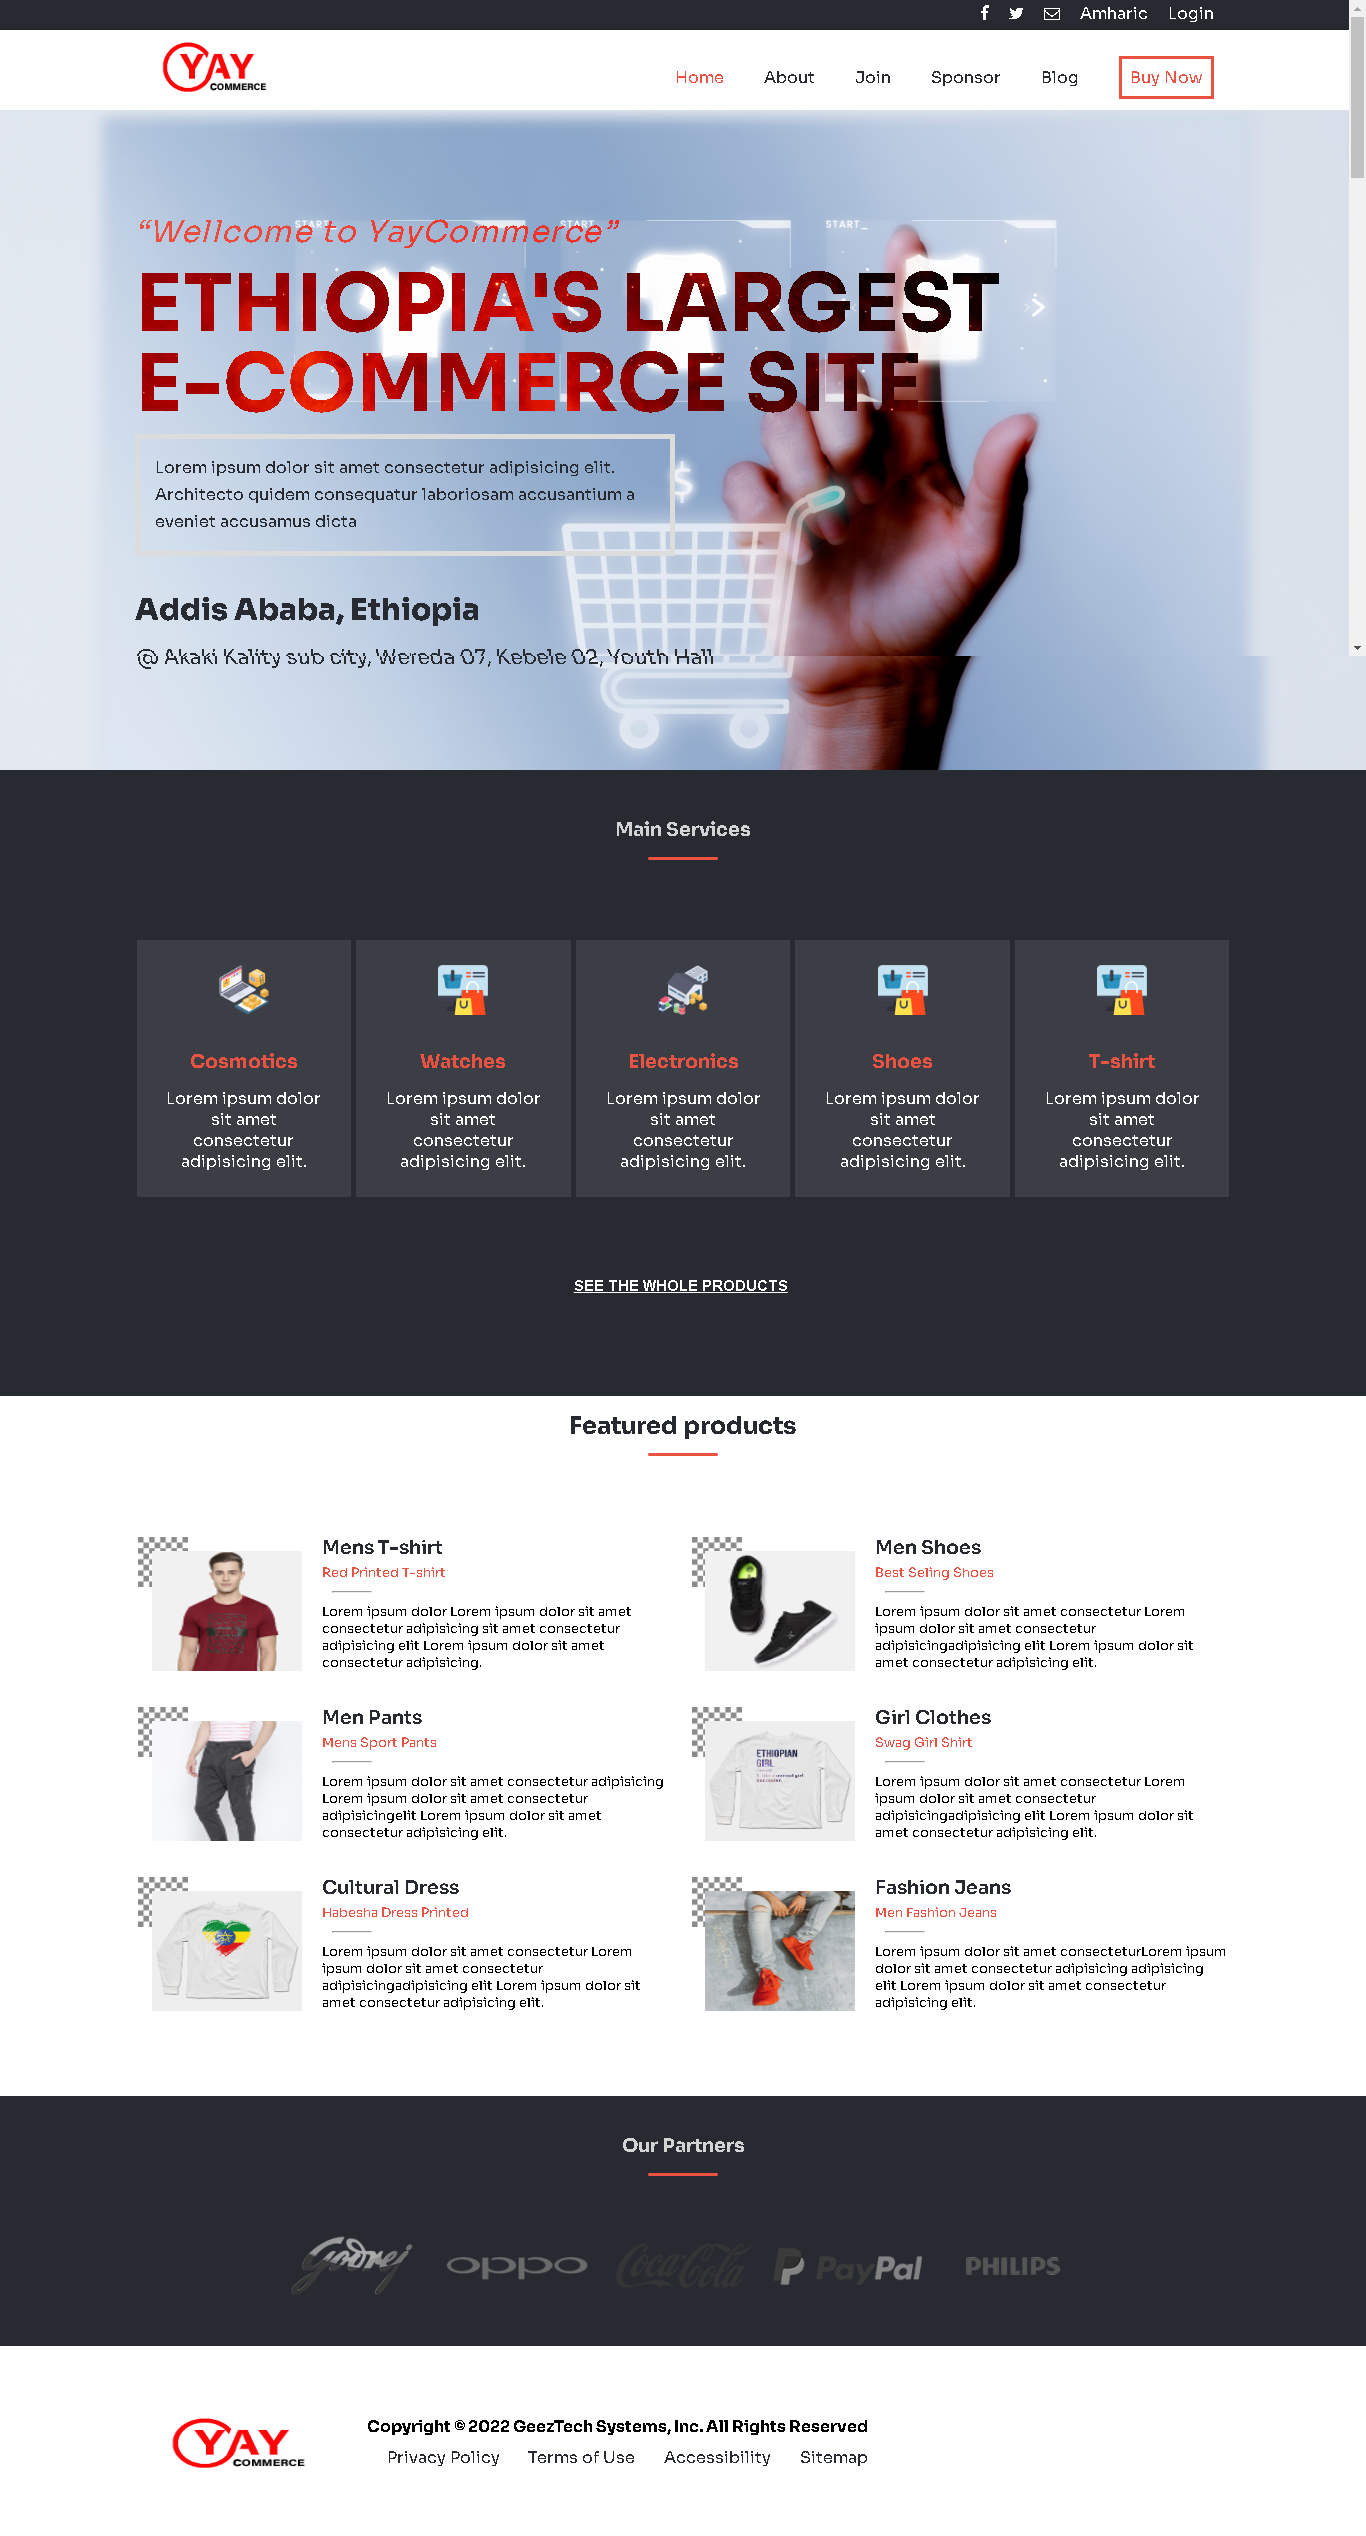 Amharic Login
YAY
COMMERCE
Home About Join Sponsor Blog Buy Now
START_ START_ START_
“Wellcome to YayCommerce”
ETHIOPIA'S LARGEST
E-COMMERCE SITE
Lorem ipsum dolor sit amet consectetur adipisicing elit.
Architecto quidem consequatur laboriosam accusantium a
eveniet accusamus dicta
$
Addis Ababa, Ethiopia
@ Akaki Kality sub city, Wereda 07, Kebele 02, Youth Hall
Main Services
Cosmotics
Lorem ipsum dolor
sit amet
consectetur
adipisicing elit.
Watches
Lorem ipsum dolor
sit amet
consectetur
adipisicing elit.
Electronics
Lorem ipsum dolor
sit amet
consectetur
adipisicing elit.
Shoes
Lorem ipsum dolor
sit amet
consectetur
adipisicing elit.
T-shirt
Lorem ipsum dolor
sit amet
consectetur
adipisicing elit.
SEE THE WHOLE PRODUCTS
Featured products
Mens T-shirt
Red Printed T-shirt
Lorem ipsum dolor Lorem ipsum dolor sit amet
consectetur adipisicing sit amet consectetur
adipisicing elit Lorem ipsum dolor sit amet
consectetur adipisicing.
Men Shoes
Best Seling Shoes
Lorem ipsum dolor sit amet consectetur Lorem
ipsum dolor sit amet consectetur
adipisicingadipisicing elit Lorem ipsum dolor sit
amet consectetur adipisicing elit.
Men Pants
Mens Sport Pants
Lorem ipsum dolor sit amet consectetur adipisicing
Lorem ipsum dolor sit amet consectetur
adipisicingelit Lorem ipsum dolor sit amet
consectetur adipisicing elit.
ETHIOPIAN
GIRL
Girl Clothes
Swag Girl Shirt
Lorem ipsum dolor sit amet consectetur Lorem
ipsum dolor sit amet consectetur
adipisicingadipisicing elit Lorem ipsum dolor sit
amet consectetur adipisicing elit.
Cultural Dress
Habesha Dress Printed
Lorem ipsum dolor sit amet consectetur Lorem
ipsum dolor sit amet consectetur
adipisicingadipisicing elit Lorem ipsum dolor sit
amet consectetur adipisicing elit.
Fashion Jeans
Men Fashion Jeans
Lorem ipsum dolor sit amet consecteturLorem ipsum
dolor sit amet consectetur adipisicing adipisicing
elit Lorem ipsum dolor sit amet consectetur
adipisicing elit.
Our Partners
Godrej oppo Coca-Cola PayPal PHILIPS
YAY
COMMERCE
Copyright © 2022 GeezTech Systems, Inc. All Rights Reserved
Privacy Policy Terms of Use Accessibility Sitemap